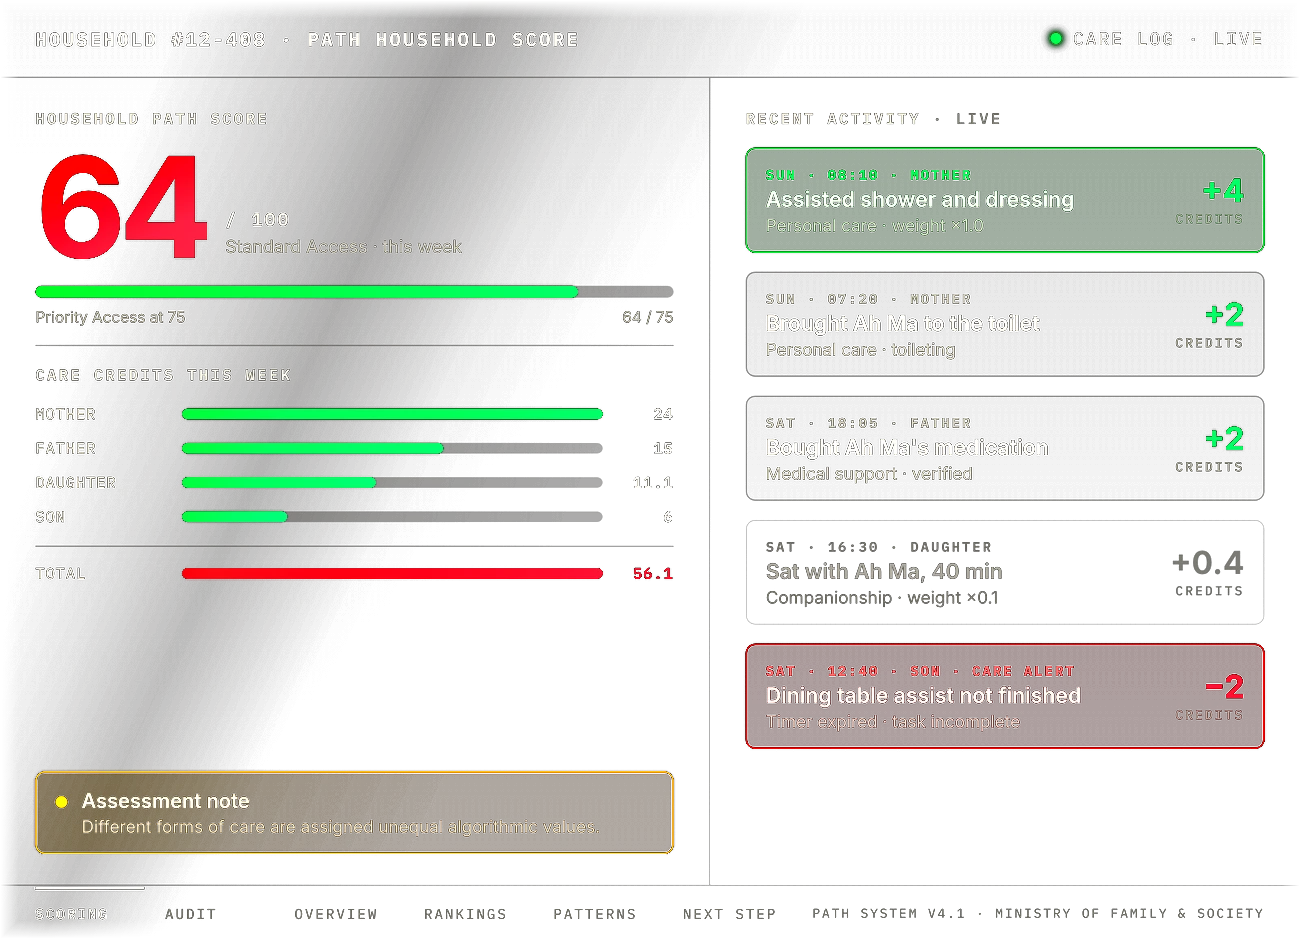 HOUSEHOLD #12-408 · PATH HOUSEHOLD SCORE
CARE LOG · LIVE
HOUSEHOLD PATH SCORE
64
/ 100
Standard Access · this week
Priority Access at 75
64 / 75
CARE CREDITS THIS WEEK
MOTHER 24
FATHER 15
DAUGHTER 11.1
SON 6
TOTAL 56.1
Assessment note
Different forms of care are assigned unequal algorithmic values.
RECENT ACTIVITY · LIVE
SUN · 08:10 · MOTHER
Assisted shower and dressing
Personal care · weight ×1.0
+4
CREDITS
SUN · 07:20 · MOTHER
Brought Ah Ma to the toilet
Personal care · toileting
+2
CREDITS
SAT · 18:05 · FATHER
Bought Ah Ma's medication
Medical support · verified
+2
CREDITS
SAT · 16:30 · DAUGHTER
Sat with Ah Ma, 40 min
Companionship · weight ×0.1
+0.4
CREDITS
SAT · 12:40 · SON · CARE ALERT
Dining table assist not finished
Timer expired · task incomplete
−2
CREDITS
SCORING AUDIT OVERVIEW RANKINGS PATTERNS NEXT STEP PATH SYSTEM V4.1 · MINISTRY OF FAMILY & SOCIETY